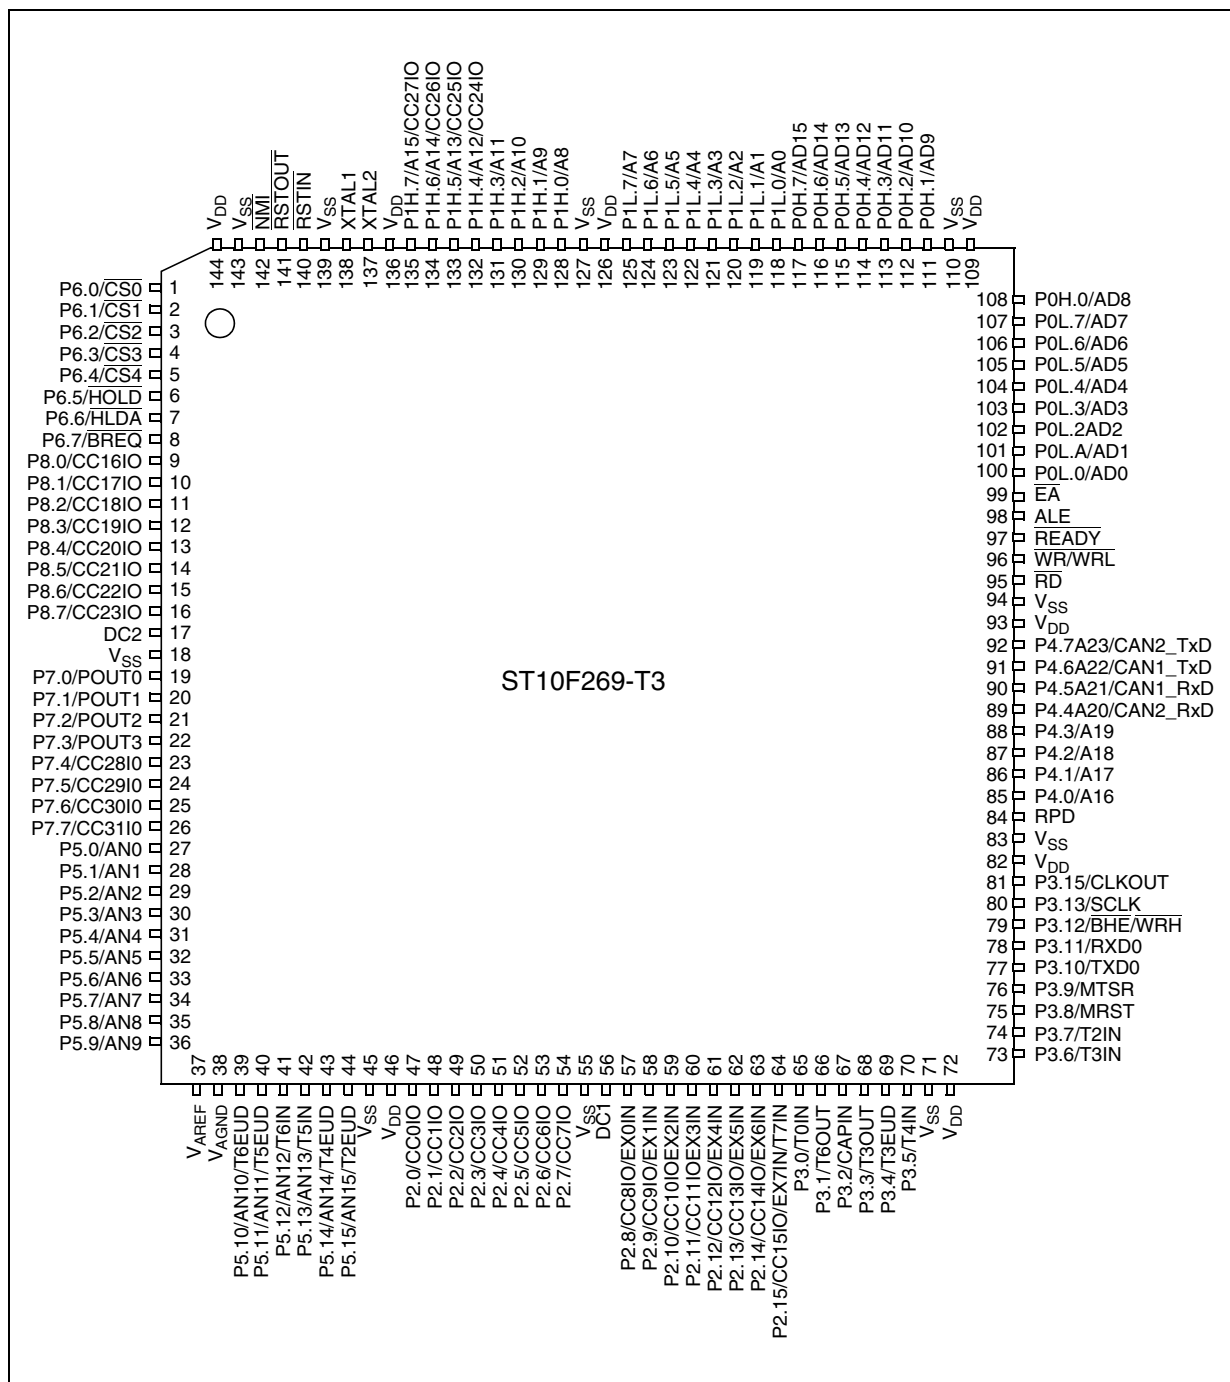 VDD
VSS
NMI
RSTOUT
RSTIN
VSS
XTAL1
XTAL2
VDD
P1H.7/A15/CC27IO
P1H.6/A14/CC26IO
P1H.5/A13/CC25IO
P1H.4/A12/CC24IO
P1H.3/A11
P1H.2/A10
P1H.1/A9
P1H.0/A8
VSS
VDD
P1L.7/A7
P1L.6/A6
P1L.5/A5
P1L.4/A4
P1L.3/A3
P1L.2/A2
P1L.1/A1
P1L.0/A0
P0H.7/AD15
P0H.6/AD14
P0H.5/AD13
P0H.4/AD12
P0H.3/AD11
P0H.2/AD10
P0H.1/AD9
VSS
VDD
144
143
142
141
140
139
138
137
136
135
134
133
132
131
130
129
128
127
126
125
124
123
122
121
120
119
118
117
116
115
114
113
112
111
110
109
P6.0/CS0 1
P6.1/CS1 2
P6.2/CS2 3
P6.3/CS3 4
P6.4/CS4 5
P6.5/HOLD 6
P6.6/HLDA 7
P6.7/BREQ 8
P8.0/CC16IO 9
P8.1/CC17IO 10
P8.2/CC18IO 11
P8.3/CC19IO 12
P8.4/CC20IO 13
P8.5/CC21IO 14
P8.6/CC22IO 15
P8.7/CC23IO 16
DC2 17
VSS 18
P7.0/POUT0 19
P7.1/POUT1 20
P7.2/POUT2 21
P7.3/POUT3 22
P7.4/CC28I0 23
P7.5/CC29I0 24
P7.6/CC30I0 25
P7.7/CC31I0 26
P5.0/AN0 27
P5.1/AN1 28
P5.2/AN2 29
P5.3/AN3 30
P5.4/AN4 31
P5.5/AN5 32
P5.6/AN6 33
P5.7/AN7 34
P5.8/AN8 35
P5.9/AN9 36
ST10F269-T3
108 P0H.0/AD8
107 P0L.7/AD7
106 P0L.6/AD6
105 P0L.5/AD5
104 P0L.4/AD4
103 P0L.3/AD3
102 P0L.2AD2
101 P0L.A/AD1
100 P0L.0/AD0
99 EA
98 ALE
97 READY
96 WR/WRL
95 RD
94 VSS
93 VDD
92 P4.7A23/CAN2_TxD
91 P4.6A22/CAN1_TxD
90 P4.5A21/CAN1_RxD
89 P4.4A20/CAN2_RxD
88 P4.3/A19
87 P4.2/A18
86 P4.1/A17
85 P4.0/A16
84 RPD
83 VSS
82 VDD
81 P3.15/CLKOUT
80 P3.13/SCLK
79 P3.12/BHE/WRH
78 P3.11/RXD0
77 P3.10/TXD0
76 P3.9/MTSR
75 P3.8/MRST
74 P3.7/T2IN
73 P3.6/T3IN
37
38
39
40
41
42
43
44
45
46
47
48
49
50
51
52
53
54
55
56
57
58
59
60
61
62
63
64
65
66
67
68
69
70
71
72
VAREF
VAGND
P5.10/AN10/T6EUD
P5.11/AN11/T5EUD
P5.12/AN12/T6IN
P5.13/AN13/T5IN
P5.14/AN14/T4EUD
P5.15/AN15/T2EUD
VSS
VDD
P2.0/CC0IO
P2.1/CC1IO
P2.2/CC2IO
P2.3/CC3IO
P2.4/CC4IO
P2.5/CC5IO
P2.6/CC6IO
P2.7/CC7IO
VSS
DC1
P2.8/CC8IO/EX0IN
P2.9/CC9IO/EX1IN
P2.10/CC10IOEX2IN
P2.11/CC11IOEX3IN
P2.12/CC12IO/EX4IN
P2.13/CC13IO/EX5IN
P2.14/CC14IO/EX6IN
P2.15/CC15IO/EX7IN/T7IN
P3.0/T0IN
P3.1/T6OUT
P3.2/CAPIN
P3.3/T3OUT
P3.4/T3EUD
P3.5/T4IN
VSS
VDD